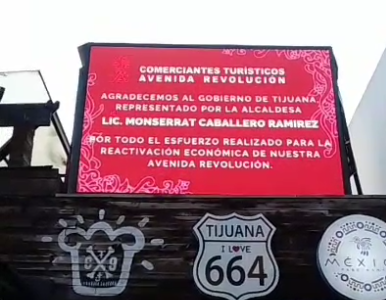 COMERCIANTES TURÍSTICOS
AVENIDA REVOLUCIÓN
AGRADECEMOS AL GOBIERNO DE TIJUANA
REPRESENTADO POR LA ALCALDESA
LIC. MONSERRAT CABALLERO RAMIREZ
POR TODO EL ESFUERZO REALIZADO PARA LA
REACTIVACIÓN ECONÓMICA DE NUESTRA
AVENIDA REVOLUCIÓN.
TIJUANA
I LOVE
664